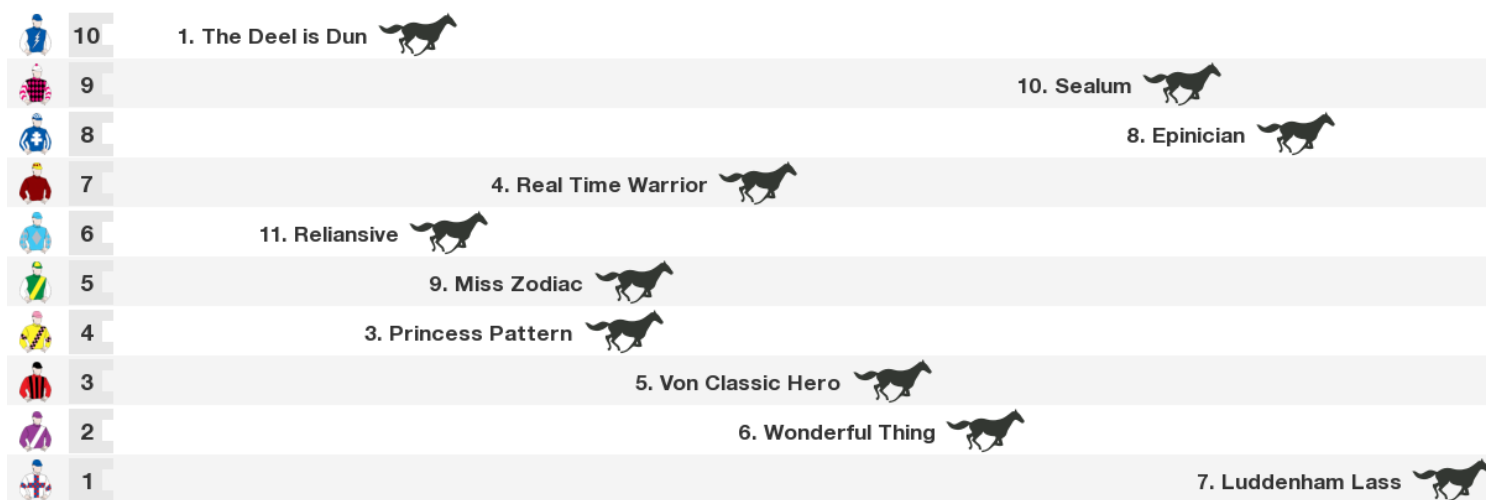 10 1. The Deel is Dun
9 10. Sealum
8 8. Epinician
7 4. Real Time Warrior
6 11. Reliansive
5 9. Miss Zodiac
4 3. Princess Pattern
3 5. Von Classic Hero
2 6. Wonderful Thing
1 7. Luddenham Lass